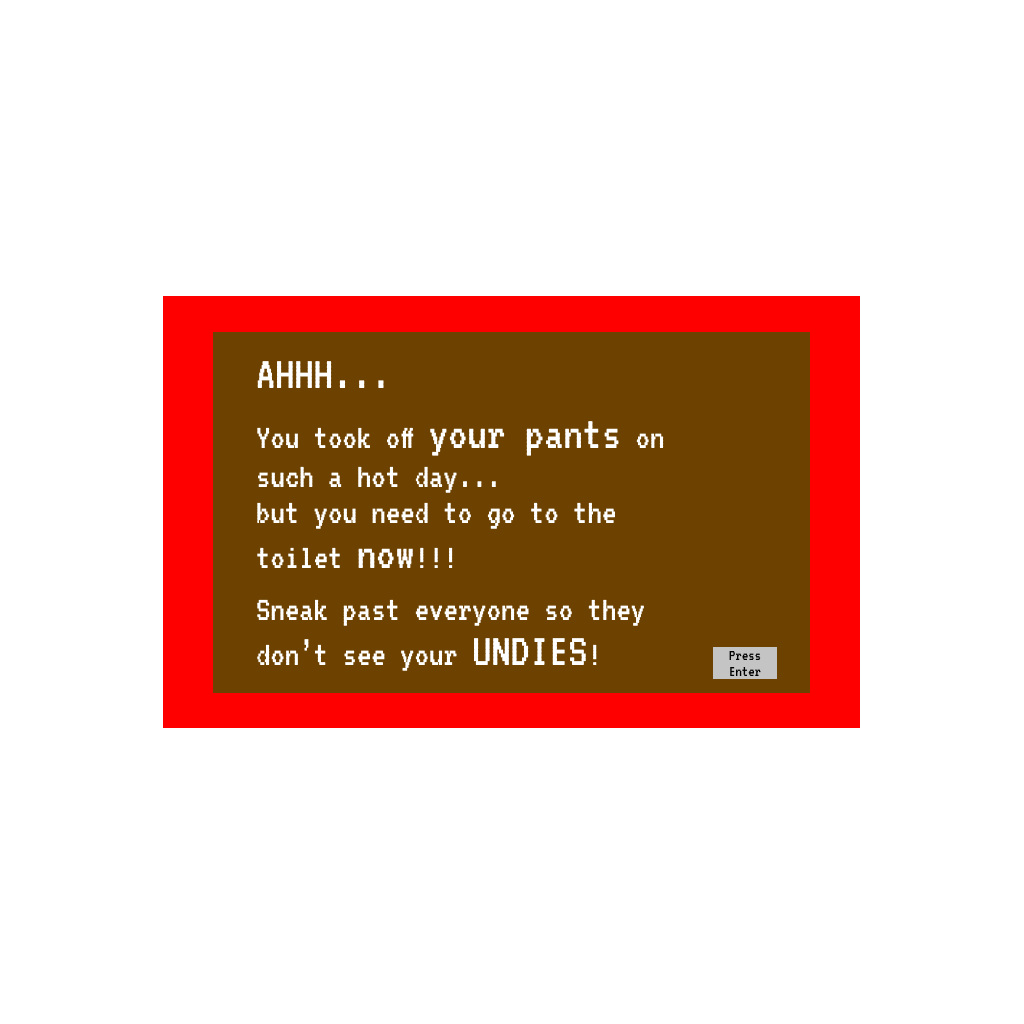 AHHH...
You took off your pants on
such a hot day...
but you need to go to the
toilet now!!!
Sneak past everyone so they
don't see your UNDIES!
Press
Enter